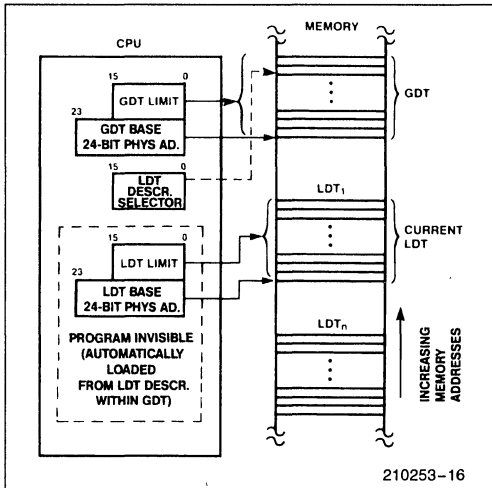 CPU
MEMORY
15 0
GDT LIMIT
23
GDT BASE
24-BIT PHYS AD.
15 0
LDT
DESCR.
SELECTOR
15 0
LDT LIMIT
23
LDT BASE
24-BIT PHYS AD.
PROGRAM INVISIBLE
(AUTOMATICALLY
LOADED
FROM LDT DESCR.
WITHIN GDT)
GDT
LDT₁
CURRENT
LDT
LDTₙ
INCREASING
MEMORY
ADDRESSES
210253–16